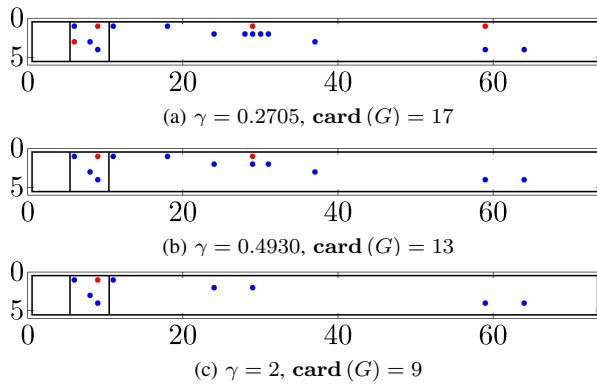 0
5
0 20 40 60
(a) γ = 0.2705, card (G) = 17
0
5
0 20 40 60
(b) γ = 0.4930, card (G) = 13
0
5
0 20 40 60
(c) γ = 2, card (G) = 9